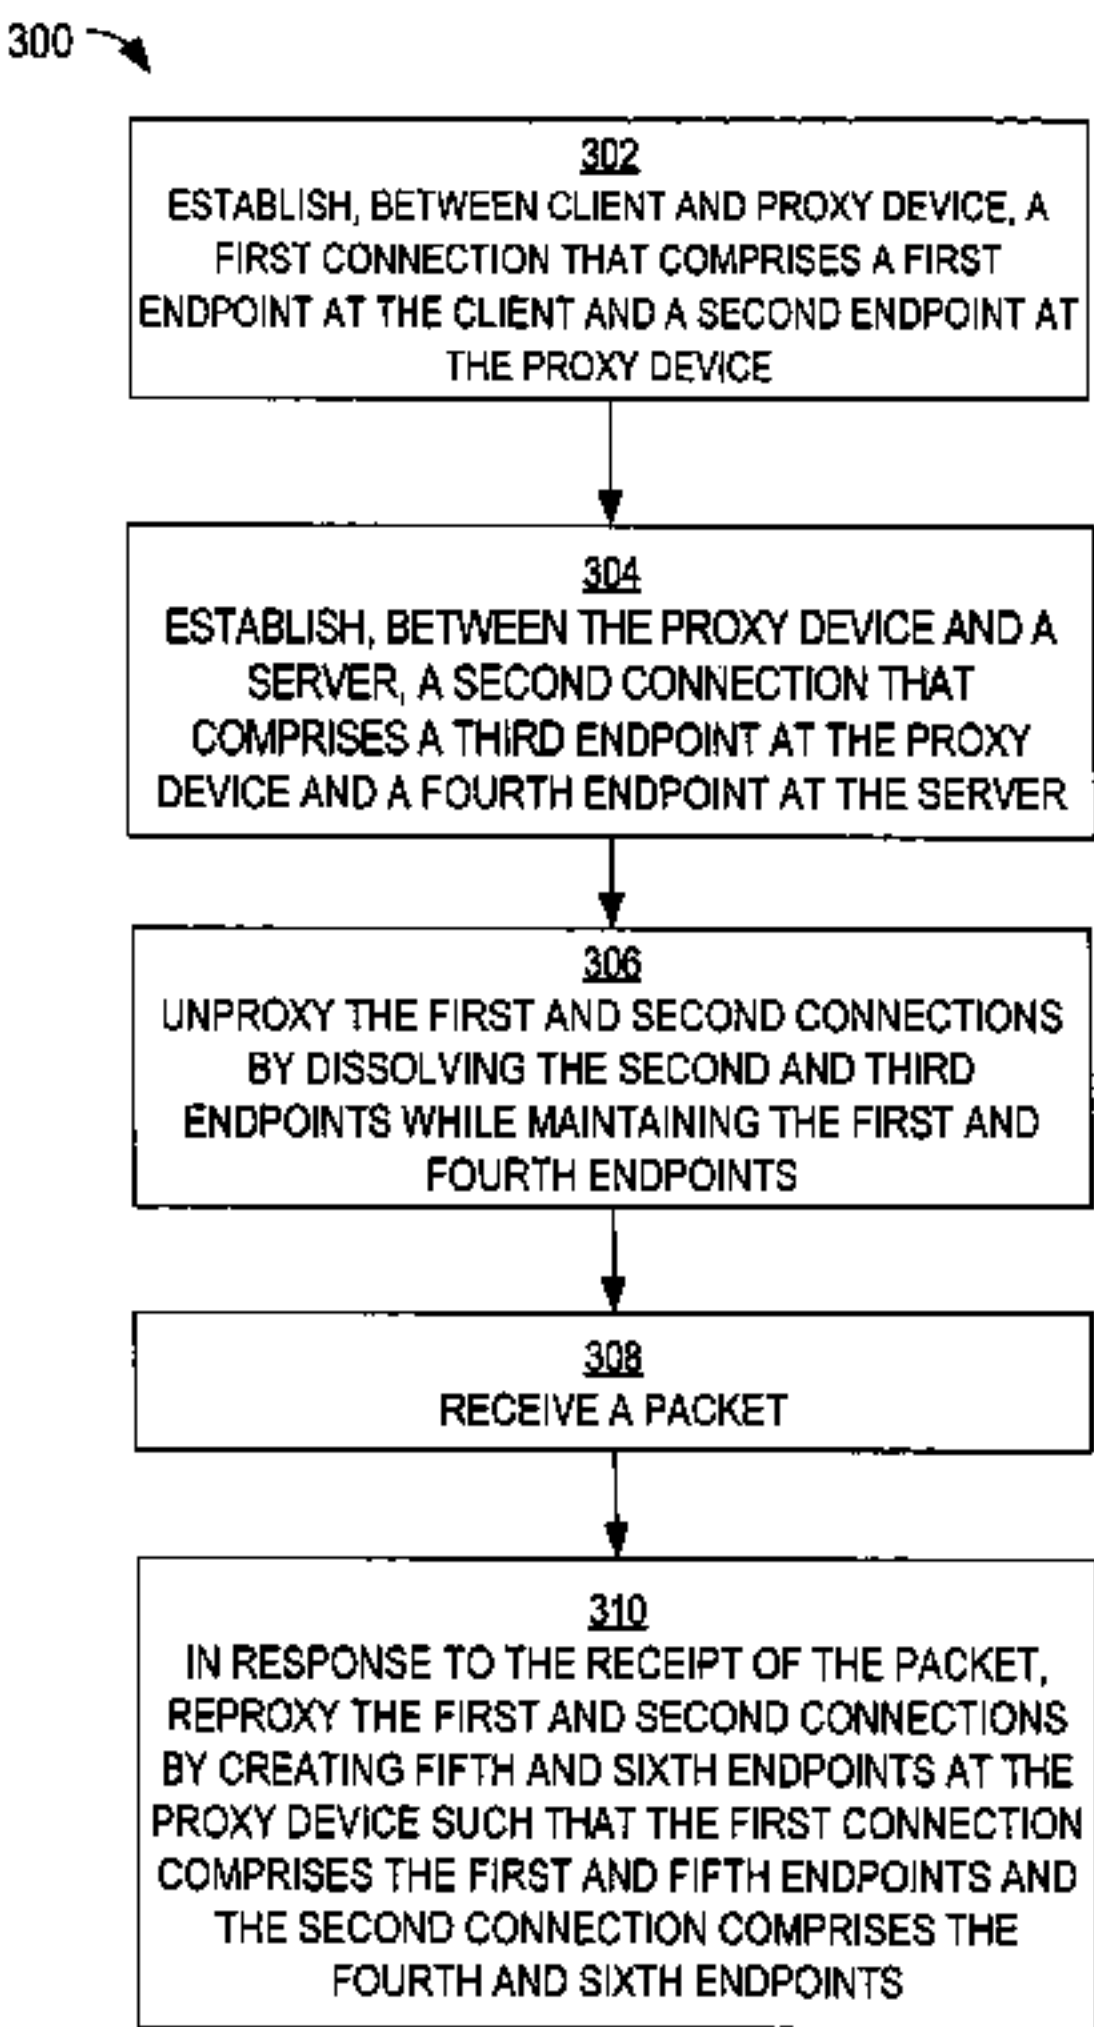 300
302
ESTABLISH, BETWEEN CLIENT AND PROXY DEVICE, A
FIRST CONNECTION THAT COMPRISES A FIRST
ENDPOINT AT THE CLIENT AND A SECOND ENDPOINT AT
THE PROXY DEVICE
304
ESTABLISH, BETWEEN THE PROXY DEVICE AND A
SERVER, A SECOND CONNECTION THAT
COMPRISES A THIRD ENDPOINT AT THE PROXY
DEVICE AND A FOURTH ENDPOINT AT THE SERVER
306
UNPROXY THE FIRST AND SECOND CONNECTIONS
BY DISSOLVING THE SECOND AND THIRD
ENDPOINTS WHILE MAINTAINING THE FIRST AND
FOURTH ENDPOINTS
308
RECEIVE A PACKET
310
IN RESPONSE TO THE RECEIPT OF THE PACKET,
REPROXY THE FIRST AND SECOND CONNECTIONS
BY CREATING FIFTH AND SIXTH ENDPOINTS AT THE
PROXY DEVICE SUCH THAT THE FIRST CONNECTION
COMPRISES THE FIRST AND FIFTH ENDPOINTS AND
THE SECOND CONNECTION COMPRISES THE
FOURTH AND SIXTH ENDPOINTS